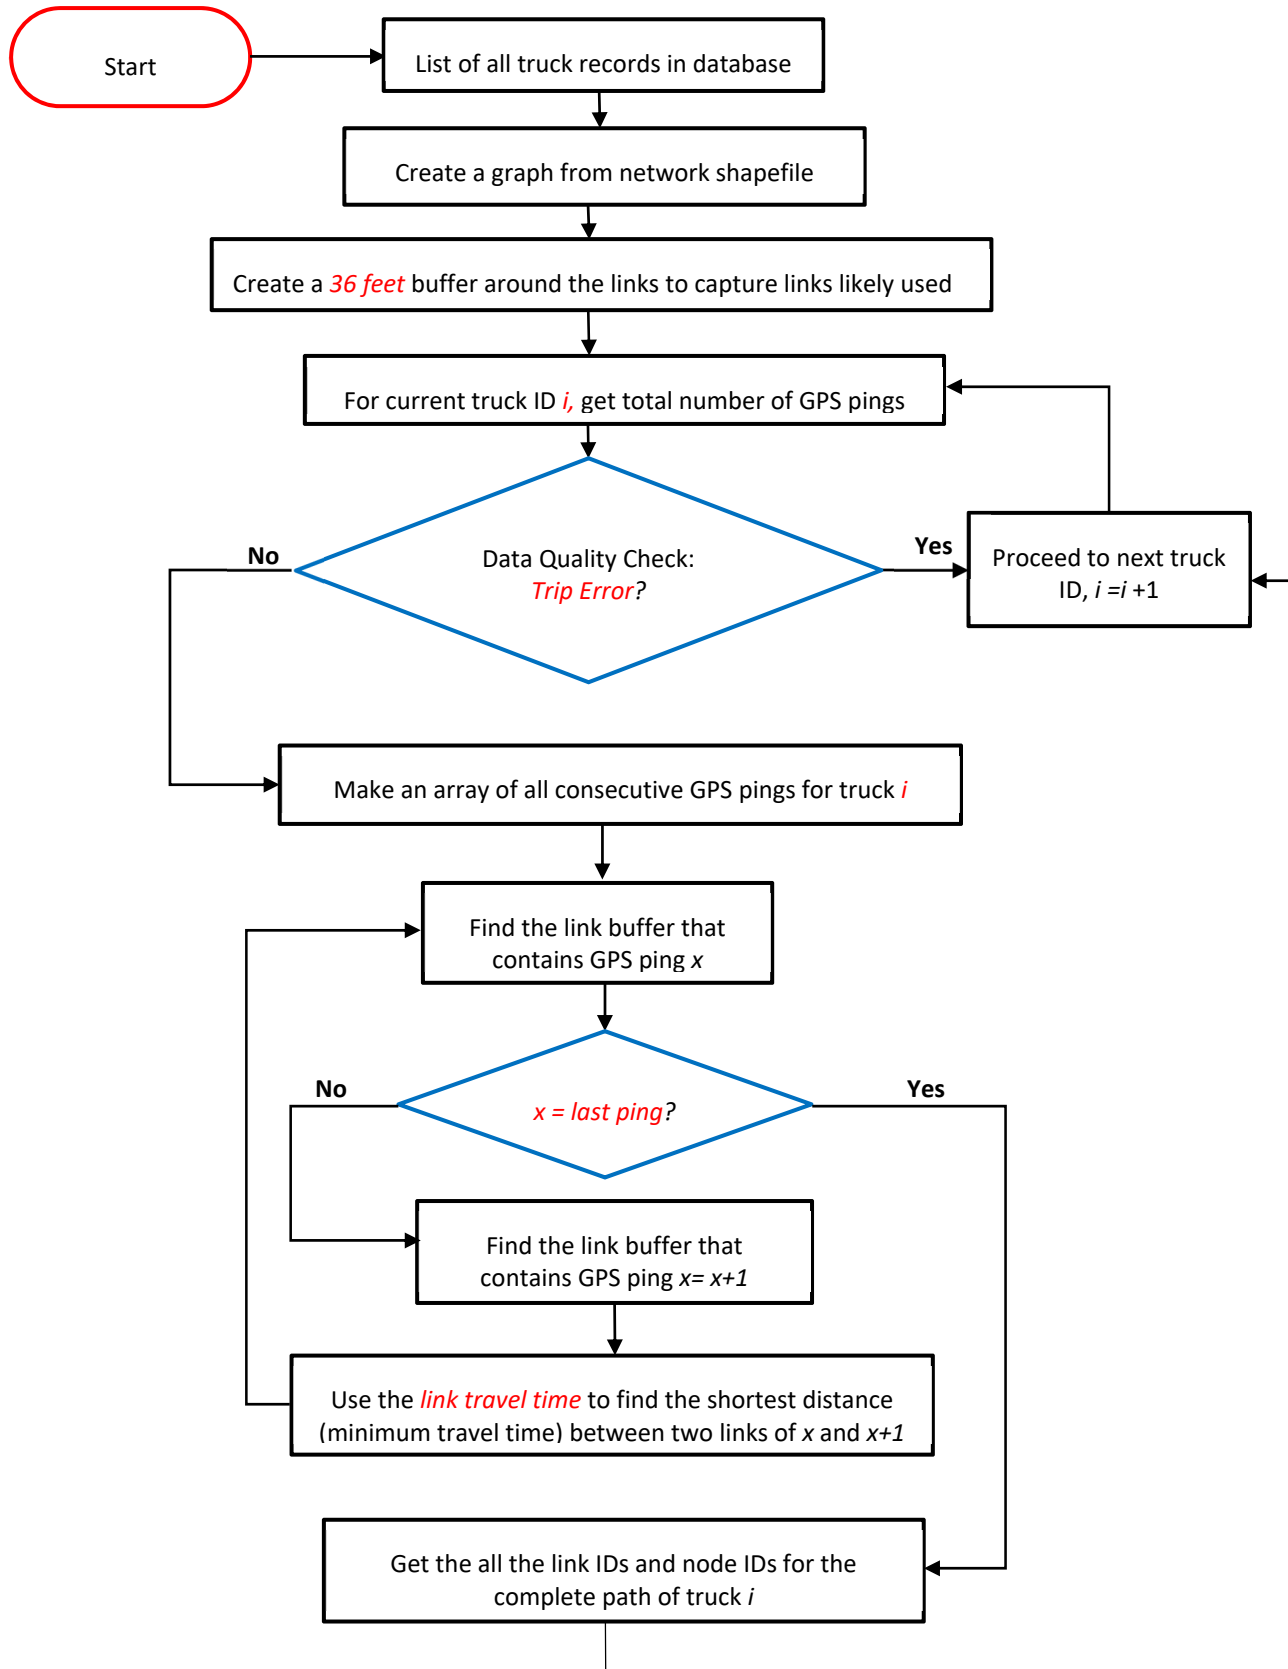 Start
List of all truck records in database
Create a graph from network shapefile
Create a 36 feet buffer around the links to capture links likely used
For current truck ID i, get total number of GPS pings
No
Data Quality Check:
Trip Error?
Yes
Proceed to next truck
ID, i =i +1
Make an array of all consecutive GPS pings for truck i
Find the link buffer that
contains GPS ping x
No
x = last ping?
Yes
Find the link buffer that
contains GPS ping x= x+1
Use the link travel time to find the shortest distance
(minimum travel time) between two links of x and x+1
Get the all the link IDs and node IDs for the
complete path of truck i